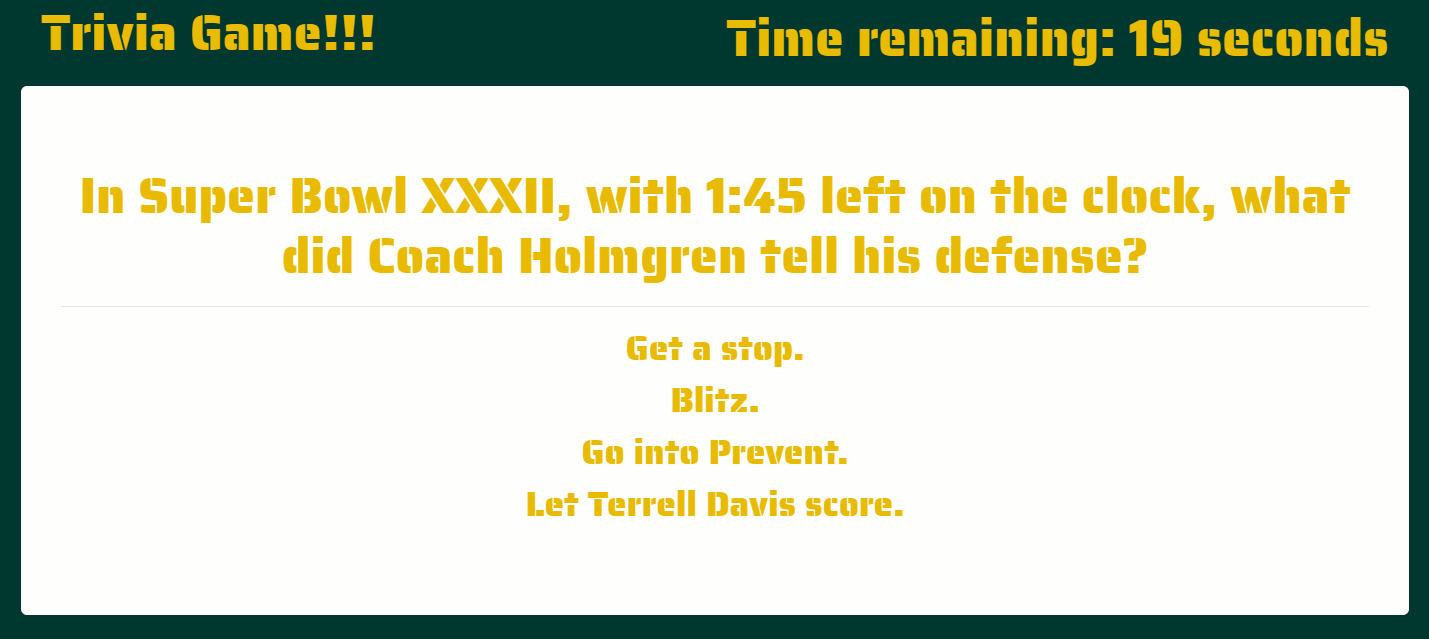 Trivia Game!!!
Time remaining: 19 seconds
In Super Bowl XXXII, with 1:45 left on the clock, what
did Coach Holmgren tell his defense?
Get a stop.
Blitz.
Go into Prevent.
Let Terrell Davis score.